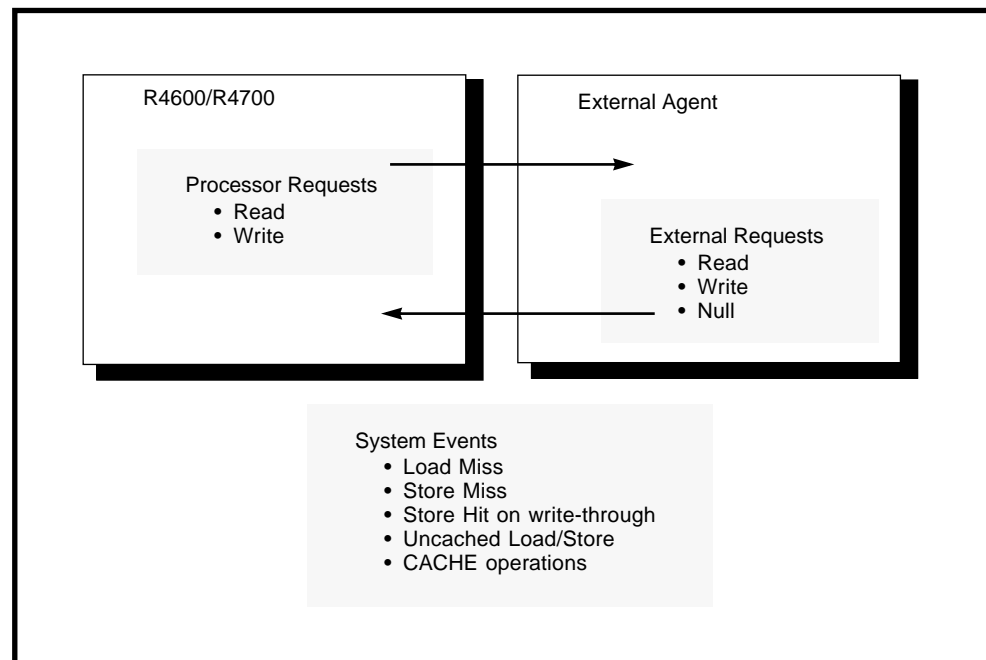 R4600/R4700
Processor Requests
• Read
• Write
External Agent
External Requests
• Read
• Write
• Null
System Events
• Load Miss
• Store Miss
• Store Hit on write-through
• Uncached Load/Store
• CACHE operations